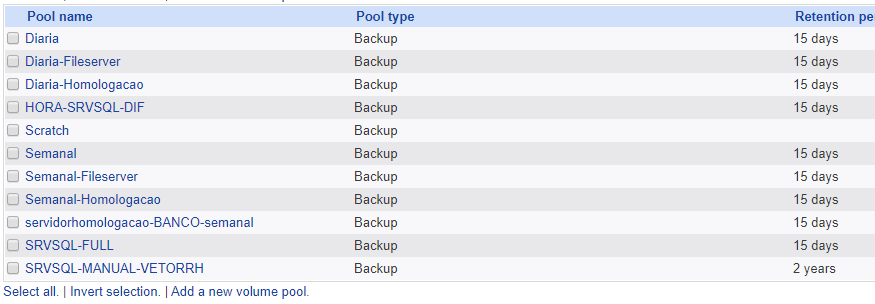 Pool name Pool type Retention pe
Diaria Backup 15 days
Diaria-Fileserver Backup 15 days
Diaria-Homologacao Backup 15 days
HORA-SRVSQL-DIF Backup 15 days
Scratch Backup
Semanal Backup 15 days
Semanal-Fileserver Backup 15 days
Semanal-Homologacao Backup 15 days
servidorhomologacao-BANCO-semanal Backup 15 days
SRVSQL-FULL Backup 15 days
SRVSQL-MANUAL-VETORRH Backup 2 years
Select all. | Invert selection. | Add a new volume pool.